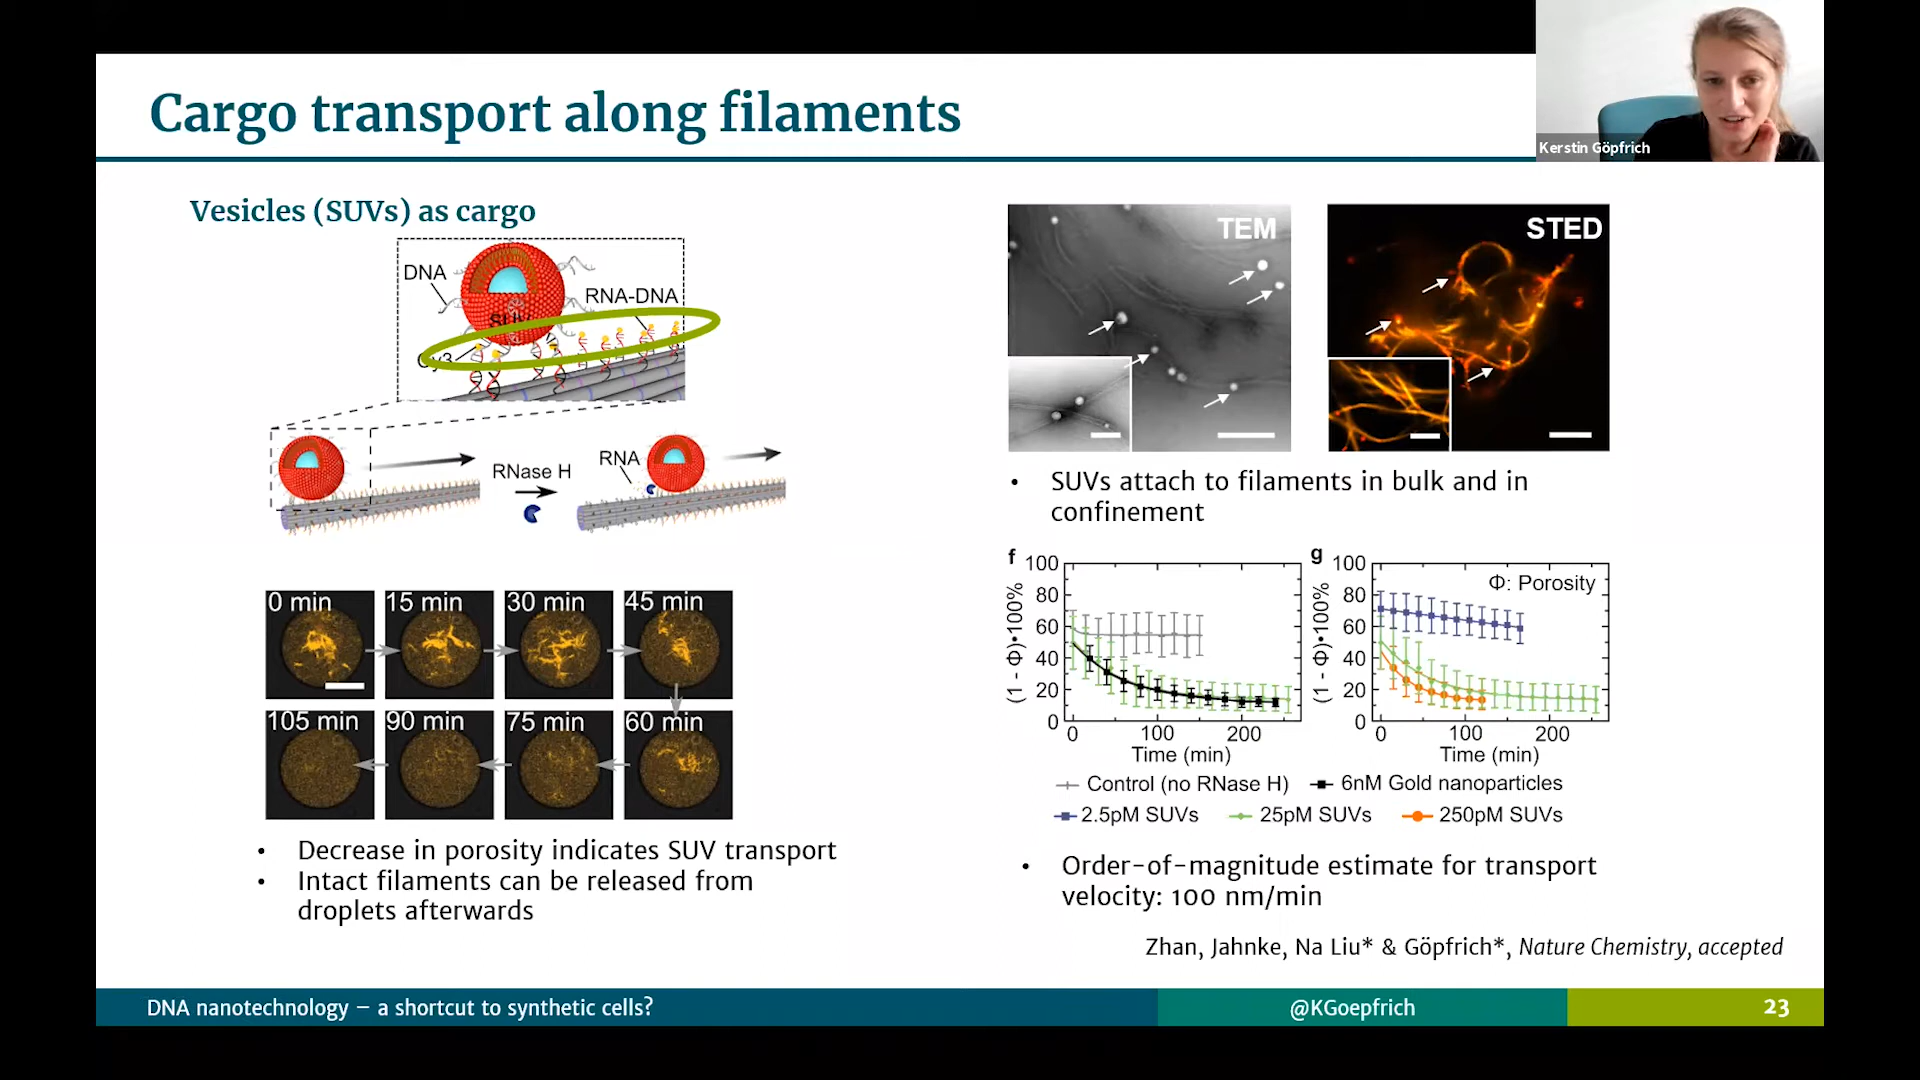 Cargo transport along filaments
Kerstin Göpfrich
Vesicles (SUVs) as cargo
DNA
RNA-DNA
SUV
Cy3
RNase H
RNA
0 min
15 min
30 min
45 min
105 min
90 min
75 min
60 min
• Decrease in porosity indicates SUV transport
• Intact filaments can be released from
droplets afterwards
TEM
STED
• SUVs attach to filaments in bulk and in
confinement
f
100
80
60
40
20
0
(1 - Φ)•100%
0
100
200
Time (min)
g
100
80
60
40
20
0
(1 - Φ)•100%
Φ: Porosity
0
100
200
Time (min)
Control (no RNase H)
6nM Gold nanoparticles
2.5pM SUVs
25pM SUVs
250pM SUVs
• Order-of-magnitude estimate for transport
velocity: 100 nm/min
Zhan, Jahnke, Na Liu* & Göpfrich*, Nature Chemistry, accepted
DNA nanotechnology – a shortcut to synthetic cells?
@KGoepfrich
23